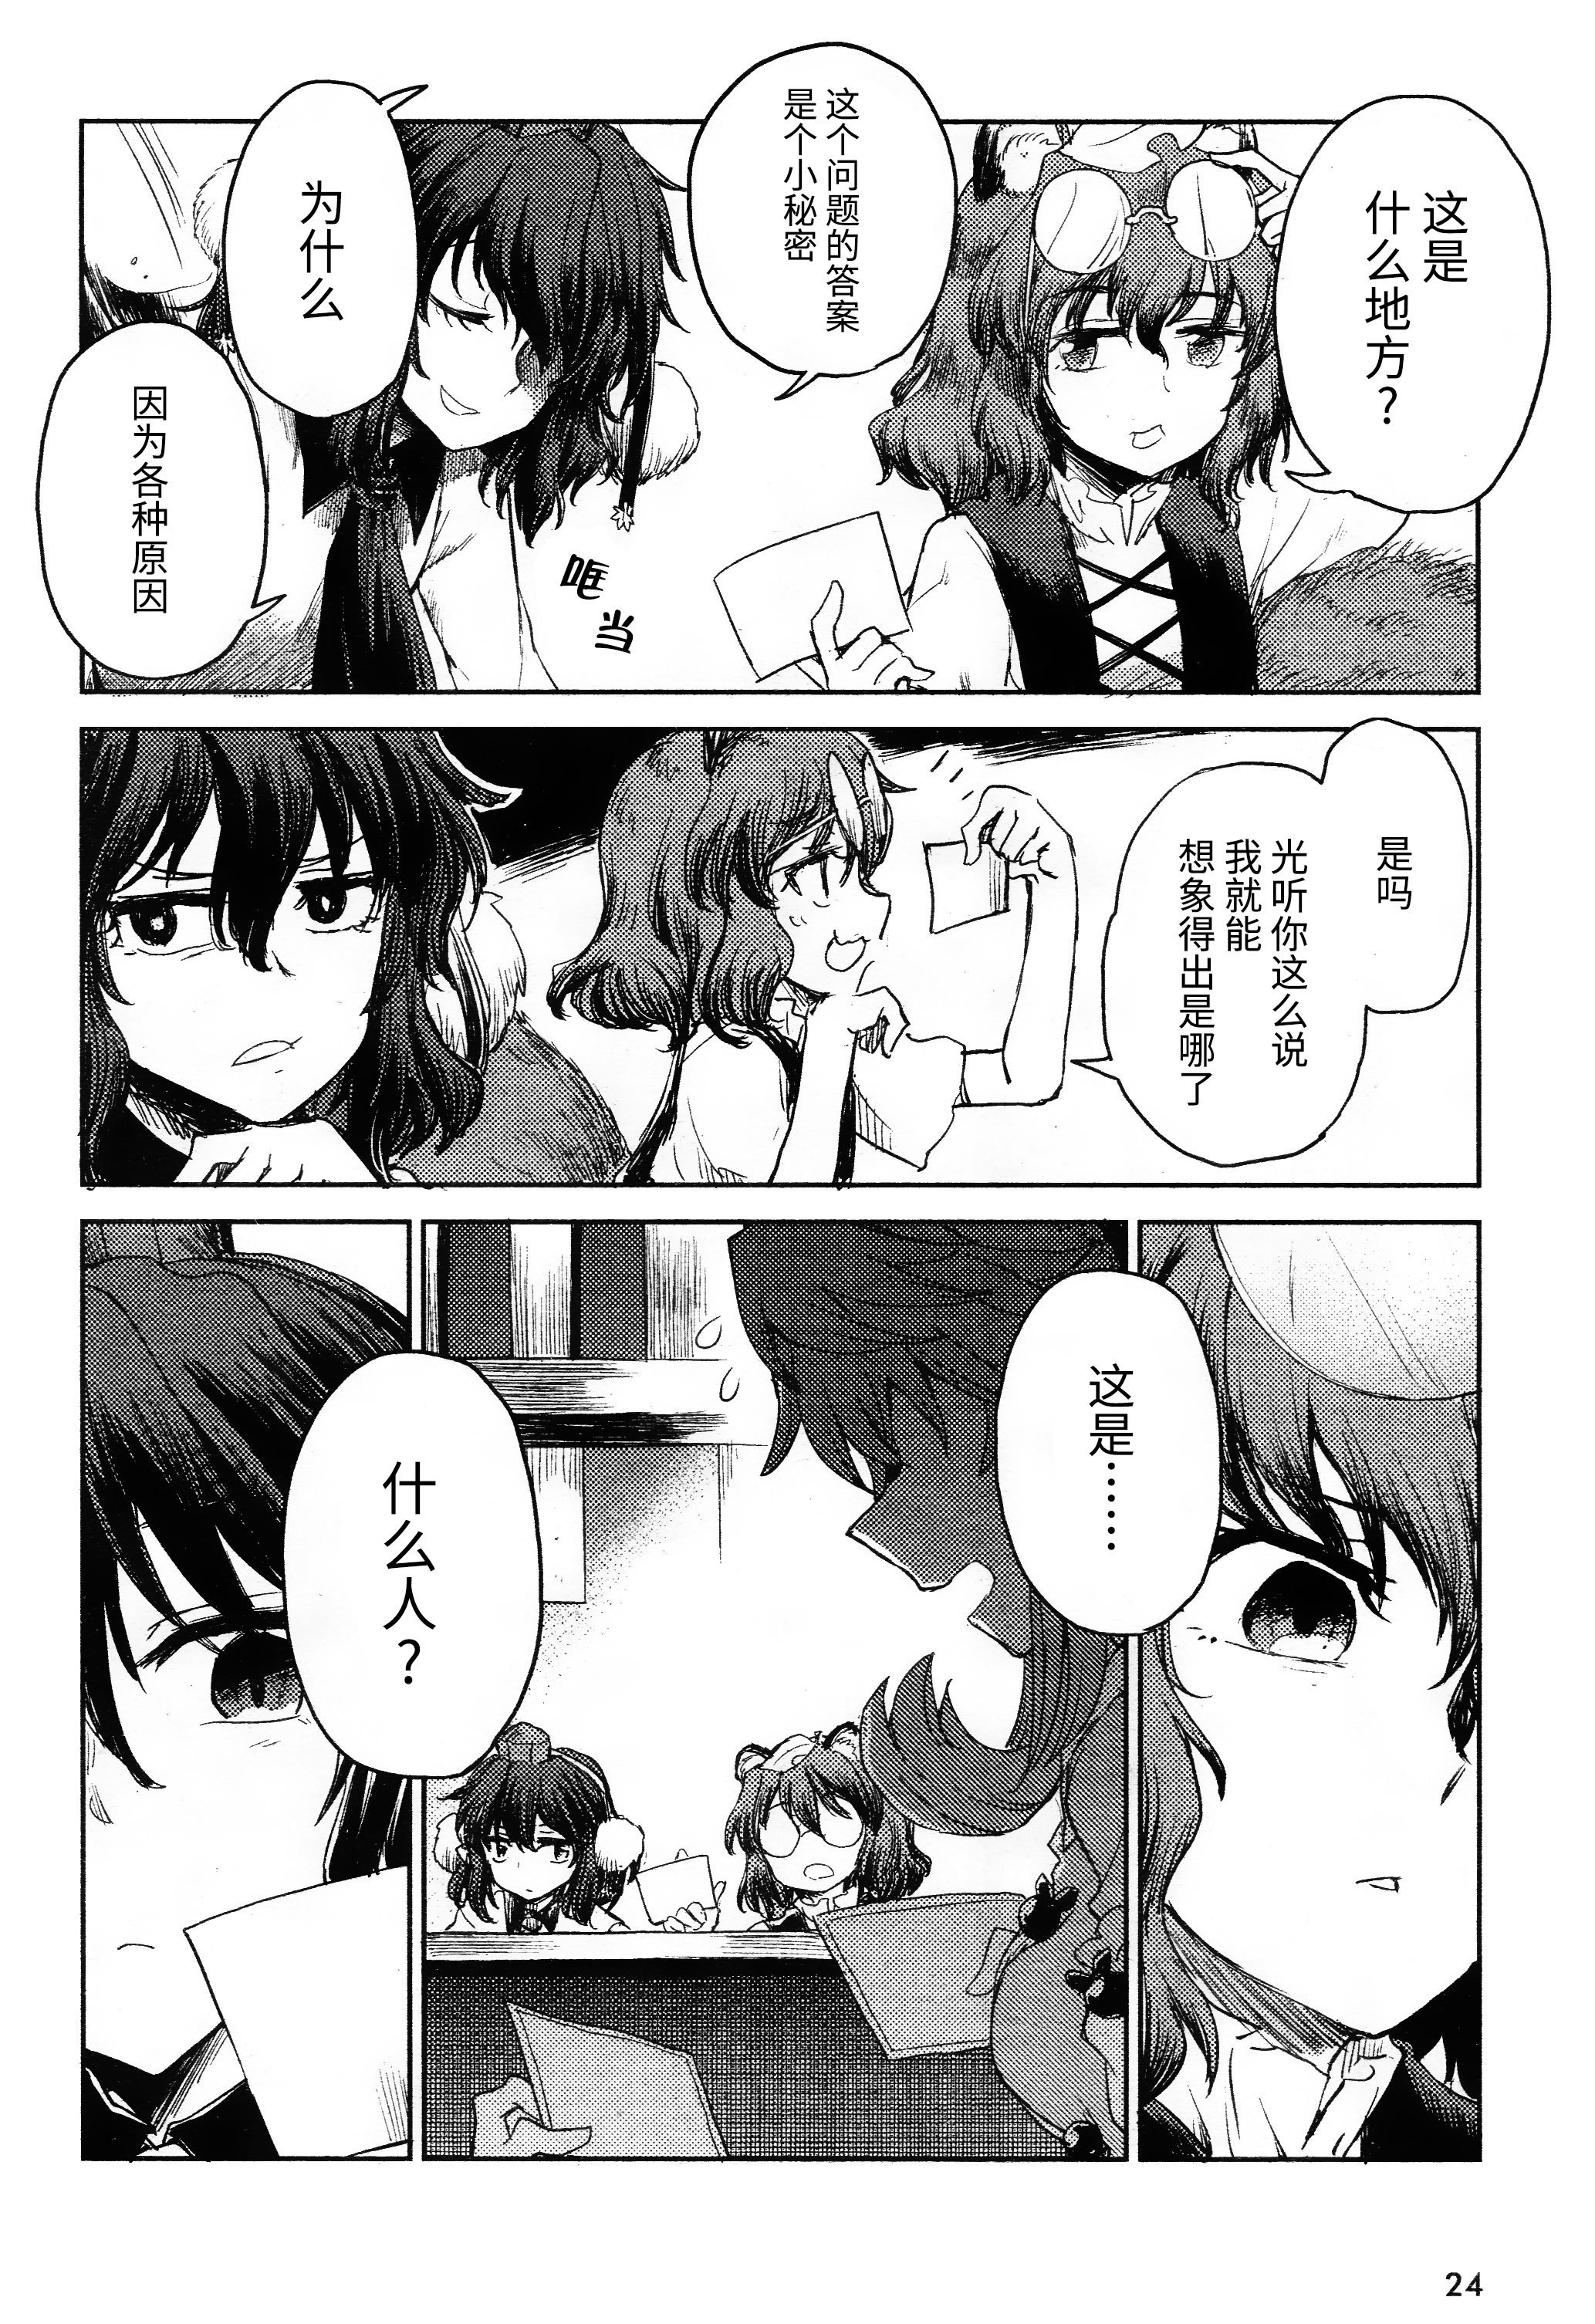 这是
什么地方?
这个问题的答案
是个小秘密
为什么
因为各种原因
哐当
是吗
光听你这么说
我就能
想象得出是哪了
这是……
什么人?
24